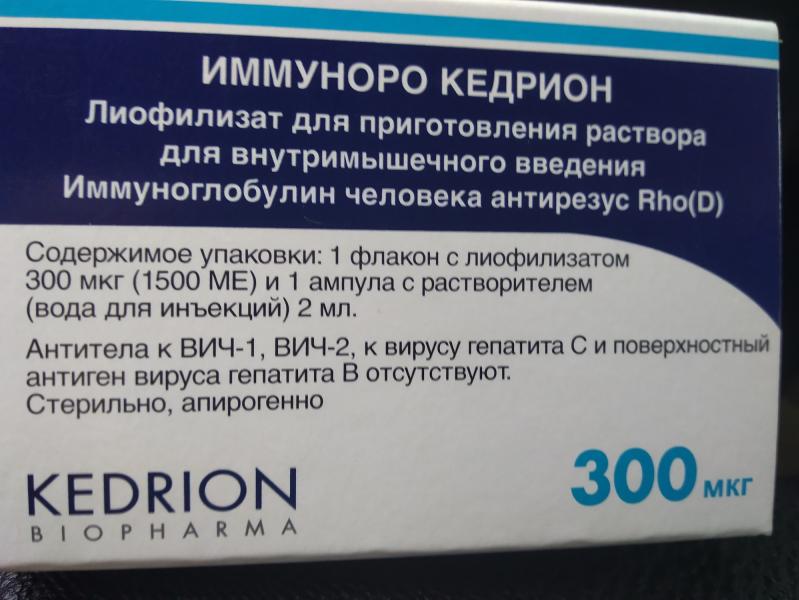 ИММУНОРО КЕДРИОН
Лиофилизат для приготовления раствора
для внутримышечного введения
Иммуноглобулин человека антирезус Rho(D)
Содержимое упаковки: 1 флакон с лиофилизатом
300 мкг (1500 МЕ) и 1 ампула с растворителем
(вода для инъекций) 2 мл.
Антитела к ВИЧ-1, ВИЧ-2, к вирусу гепатита С и поверхностный
антиген вируса гепатита В отсутствуют.
Стерильно, апирогенно
300 мкг
KEDRION
BIOPHARMA